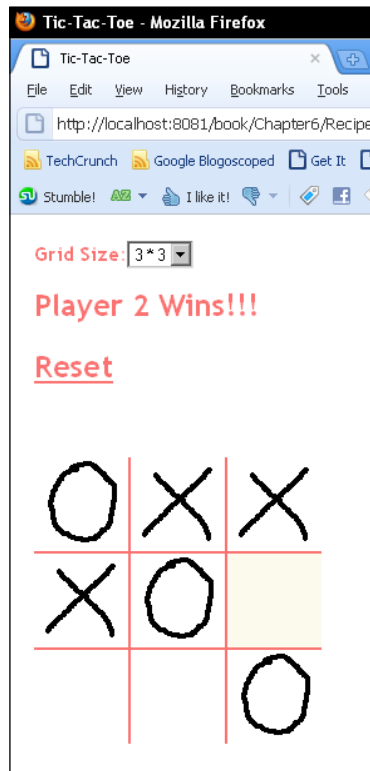 Tic-Tac-Toe - Mozilla Firefox
Tic-Tac-Toe
File Edit View History Bookmarks Tools
http://localhost:8081/book/Chapter6/Recipe
TechCrunch Google Blogoscoped Get It
Stumble! I like it!
Grid Size: 3*3
Player 2 Wins!!!
Reset
O X X
X O
O